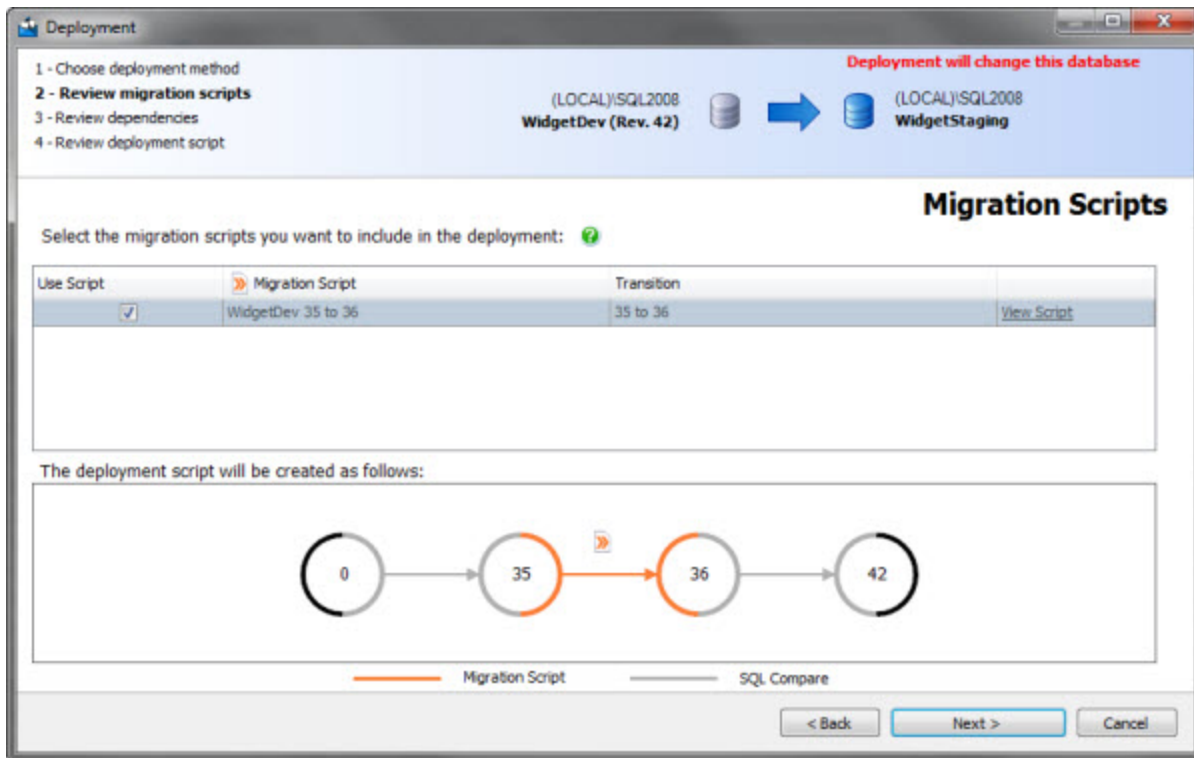 Deployment
1 - Choose deployment method
2 - Review migration scripts
3 - Review dependencies
4 - Review deployment script
(LOCAL)\SQL2008
WidgetDev (Rev. 42)
Deployment will change this database
(LOCAL)\SQL2008
WidgetStaging
Migration Scripts
Select the migration scripts you want to include in the deployment: ?
Use Script Migration Script Transition
WidgetDev 35 to 36 35 to 36 View Script
The deployment script will be created as follows:
0 35 36 42
Migration Script SQL Compare
< Back Next > Cancel